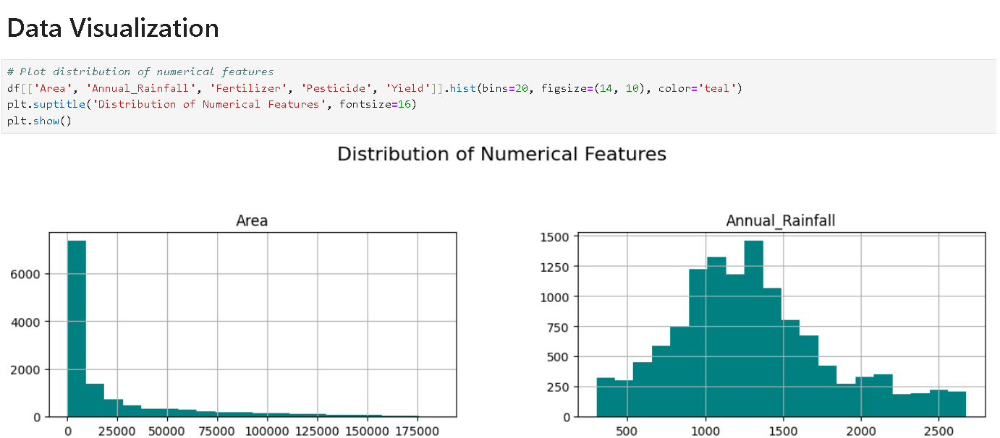 Data Visualization
# Plot distribution of numerical features
df[['Area', 'Annual_Rainfall', 'Fertilizer', 'Pesticide', 'Yield']].hist(bins=20, figsize=(14, 10), color='teal')
plt.suptitle('Distribution of Numerical Features', fontsize=16)
plt.show()
Distribution of Numerical Features
Area
6000
4000
2000
0
0 25000 50000 75000 100000 125000 150000 175000
Annual_Rainfall
1500
1250
1000
750
500
250
0
500 1000 1500 2000 2500